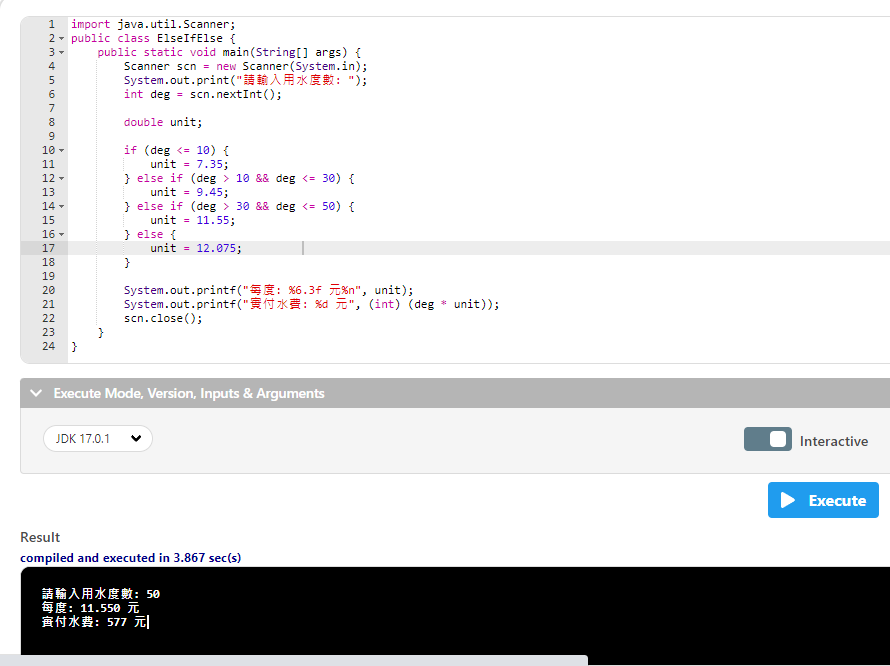 1 import java.util.Scanner;
2 public class ElseIfElse {
3 public static void main(String[] args) {
4 Scanner scn = new Scanner(System.in);
5 System.out.print("請輸入用水度數: ");
6 int deg = scn.nextInt();
7
8 double unit;
9
10 if (deg <= 10) {
11 unit = 7.35;
12 } else if (deg > 10 && deg <= 30) {
13 unit = 9.45;
14 } else if (deg > 30 && deg <= 50) {
15 unit = 11.55;
16 } else {
17 unit = 12.075;
18 }
19
20 System.out.printf("每度: %6.3f 元%n", unit);
21 System.out.printf("實付水費: %d 元", (int) (deg * unit));
22 scn.close();
23 }
24 }
Execute Mode, Version, Inputs & Arguments
JDK 17.0.1
Interactive
Execute
Result
compiled and executed in 3.867 sec(s)
請輸入用水度數: 50
每度: 11.550 元
實付水費: 577 元